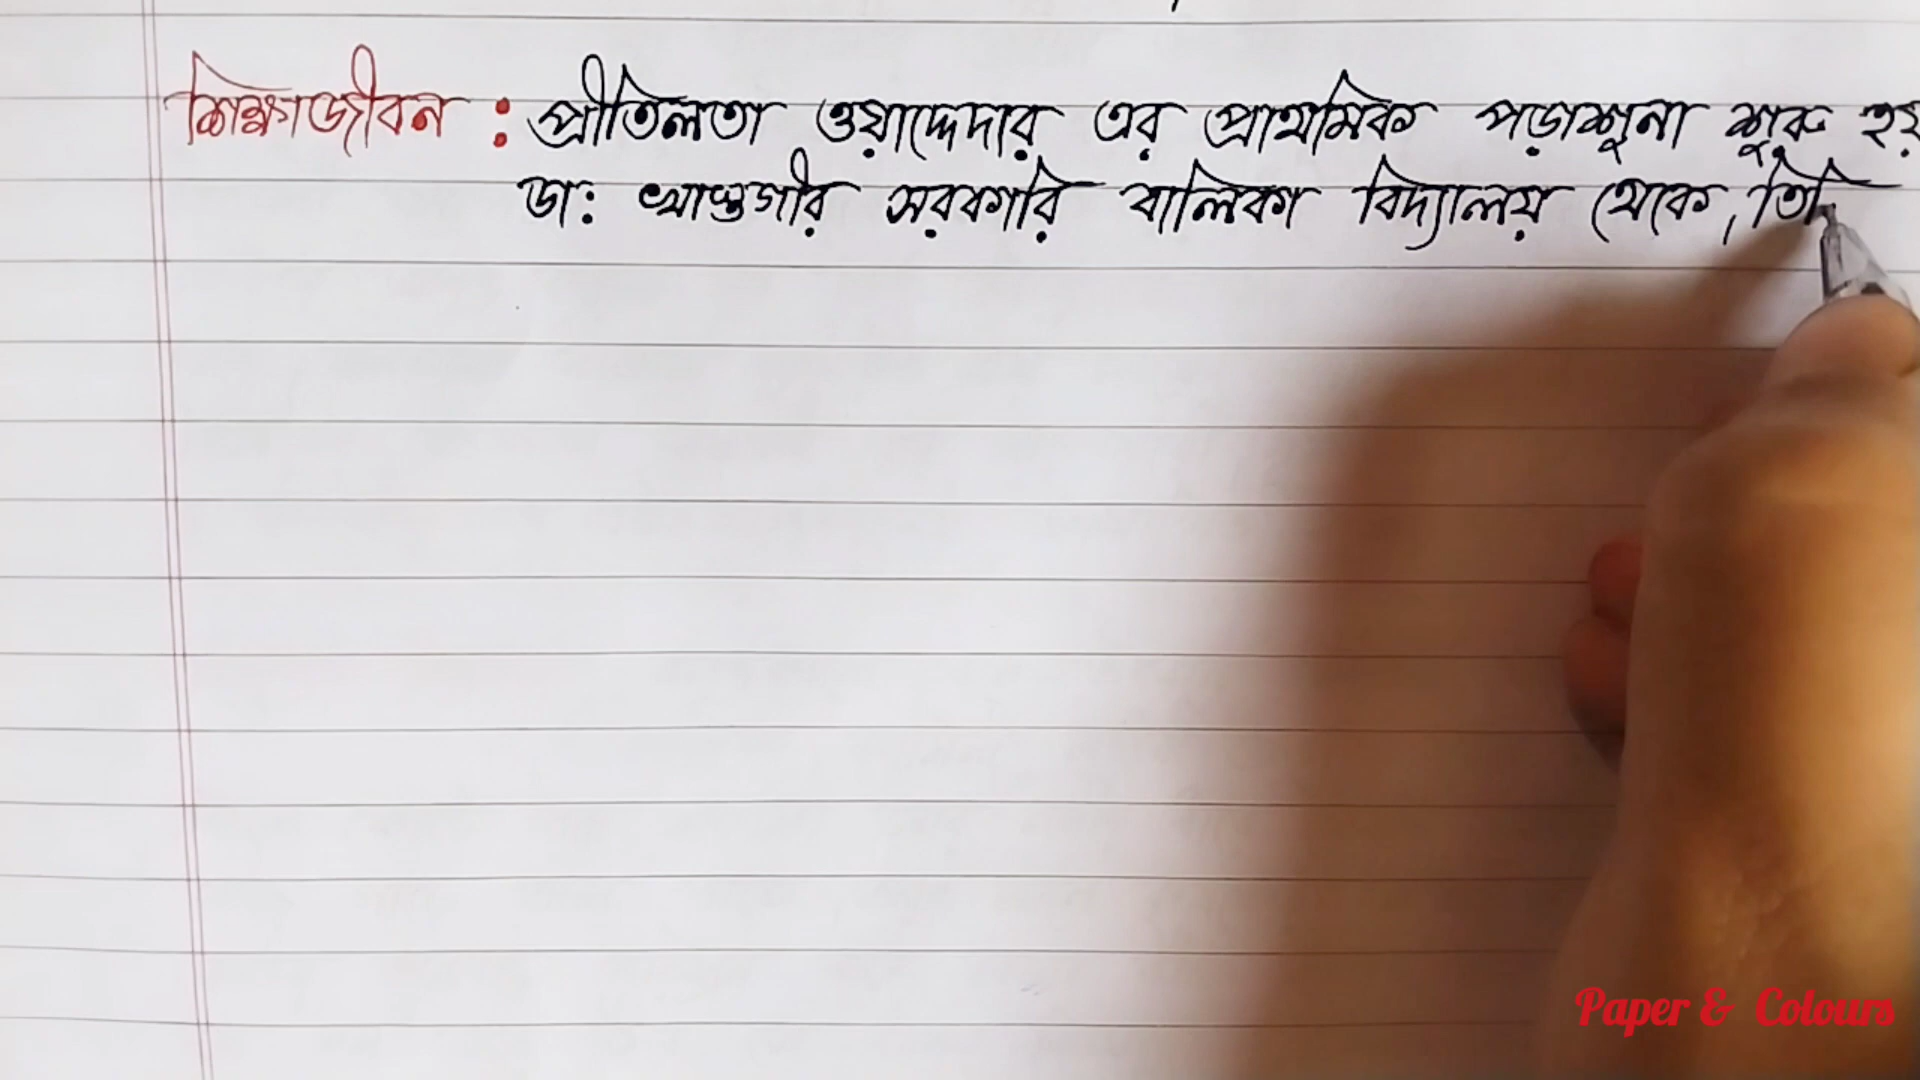 শিক্ষাজীবন : প্রীতিলতা ওয়াদ্দেদার এর প্রাথমিক পড়াশুনা শুরু হয়
ডা: খাস্তগীর সরকারি বালিকা বিদ্যালয় থেকে,
Paper & Colours